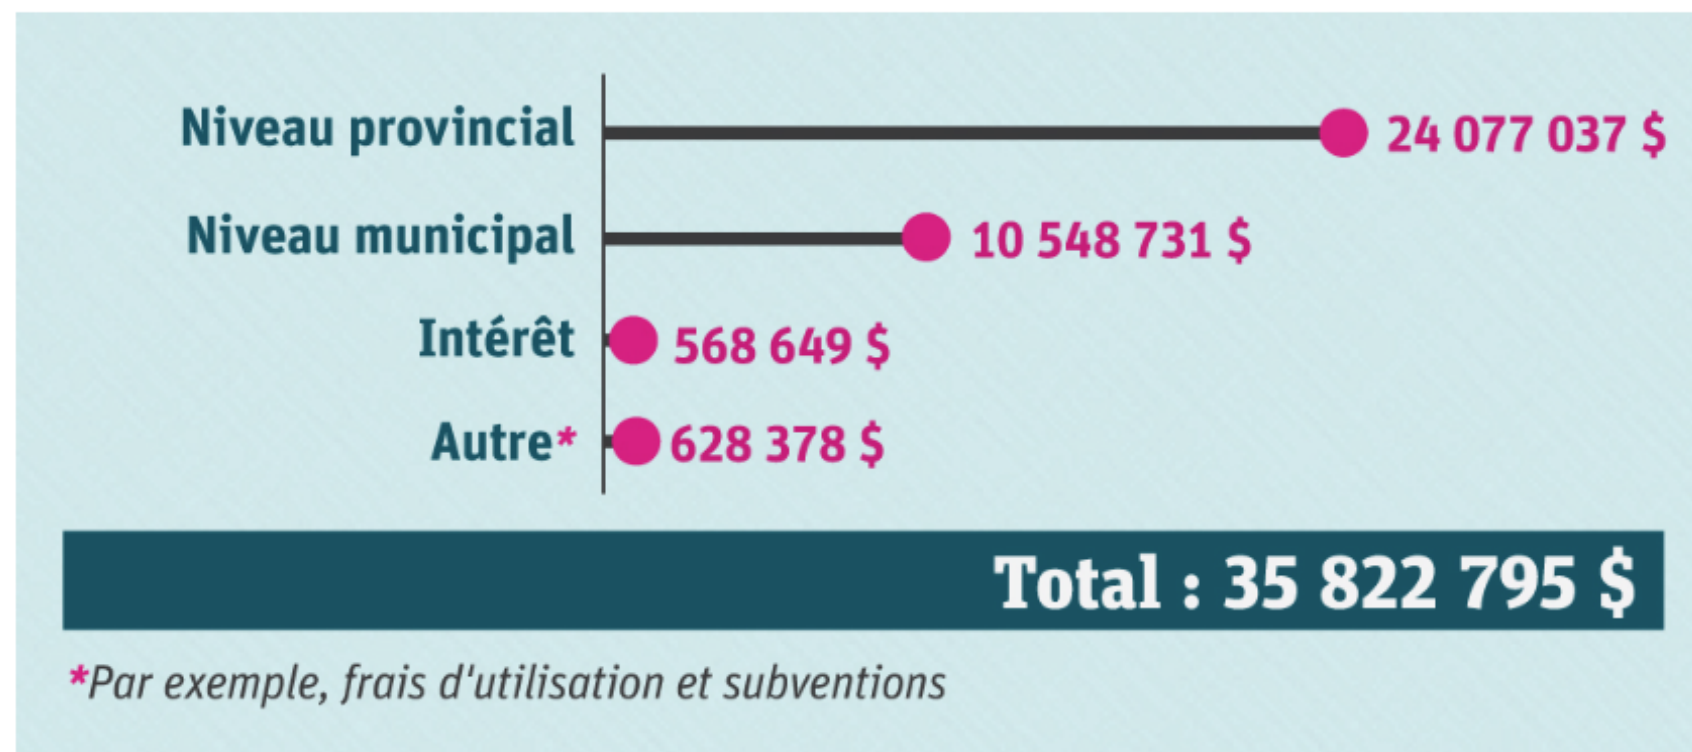 Niveau provincial 24 077 037 $
Niveau municipal 10 548 731 $
Intérêt 568 649 $
Autre* 628 378 $
Total : 35 822 795 $
*Par exemple, frais d'utilisation et subventions